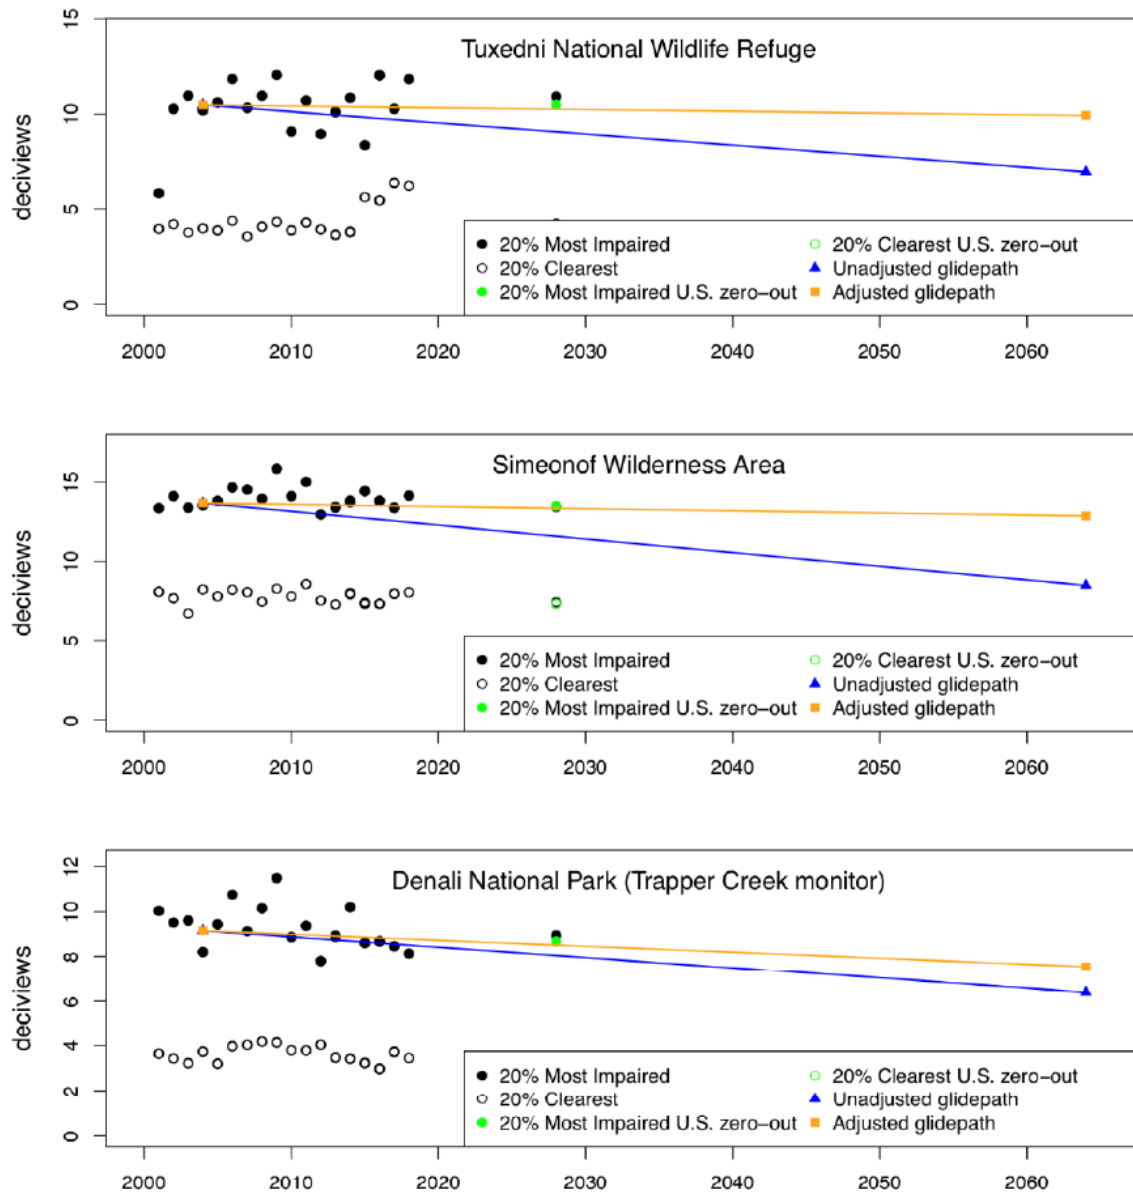 Tuxedni National Wildlife Refuge
deciviews
15
10
5
0
20% Most Impaired
20% Clearest
20% Most Impaired U.S. zero-out
20% Clearest U.S. zero-out
Unadjusted glidepath
Adjusted glidepath
2000 2010 2020 2030 2040 2050 2060
Simeonof Wilderness Area
deciviews
15
10
5
0
20% Most Impaired
20% Clearest
20% Most Impaired U.S. zero-out
20% Clearest U.S. zero-out
Unadjusted glidepath
Adjusted glidepath
2000 2010 2020 2030 2040 2050 2060
Denali National Park (Trapper Creek monitor)
deciviews
12
10
8
6
4
2
0
20% Most Impaired
20% Clearest
20% Most Impaired U.S. zero-out
20% Clearest U.S. zero-out
Unadjusted glidepath
Adjusted glidepath
2000 2010 2020 2030 2040 2050 2060